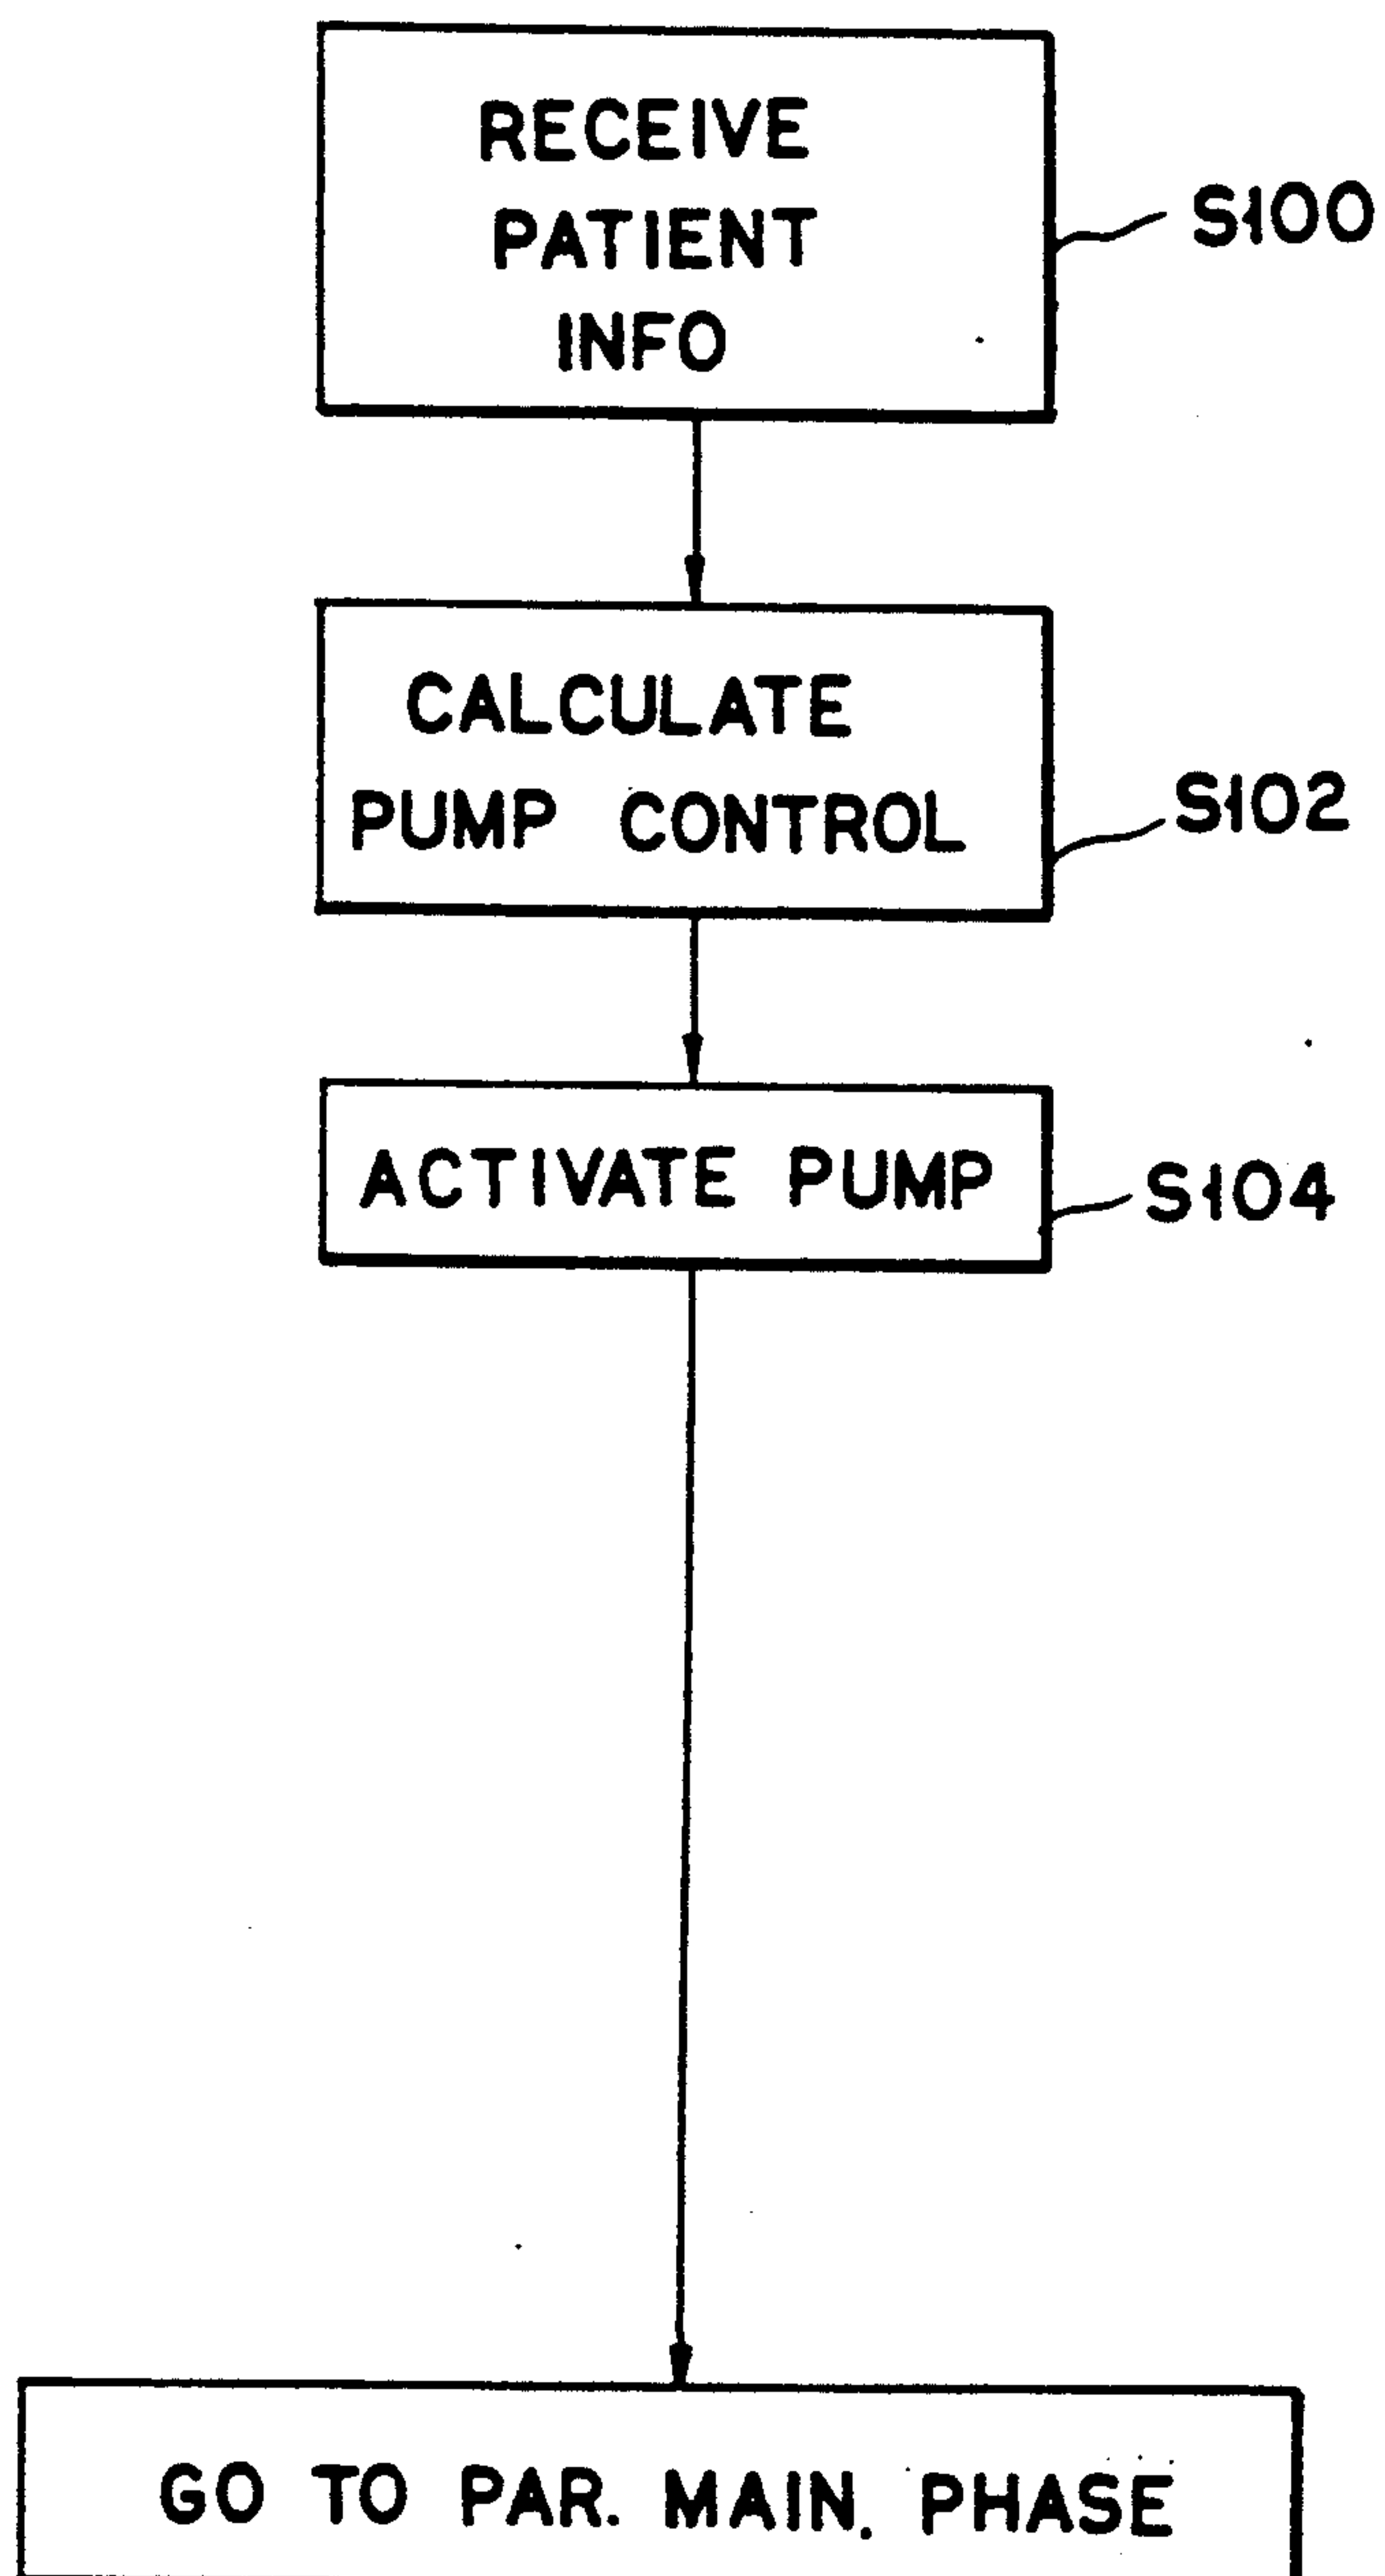 RECEIVE
PATIENT
INFO
S100
CALCULATE
PUMP CONTROL
S102
ACTIVATE PUMP
S104
GO TO PAR. MAIN. PHASE